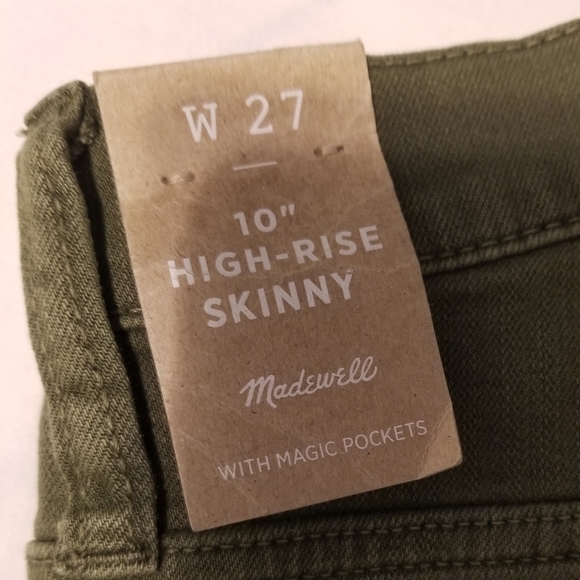 W 27
10"
HIGH-RISE
SKINNY
Madewell
WITH MAGIC POCKETS